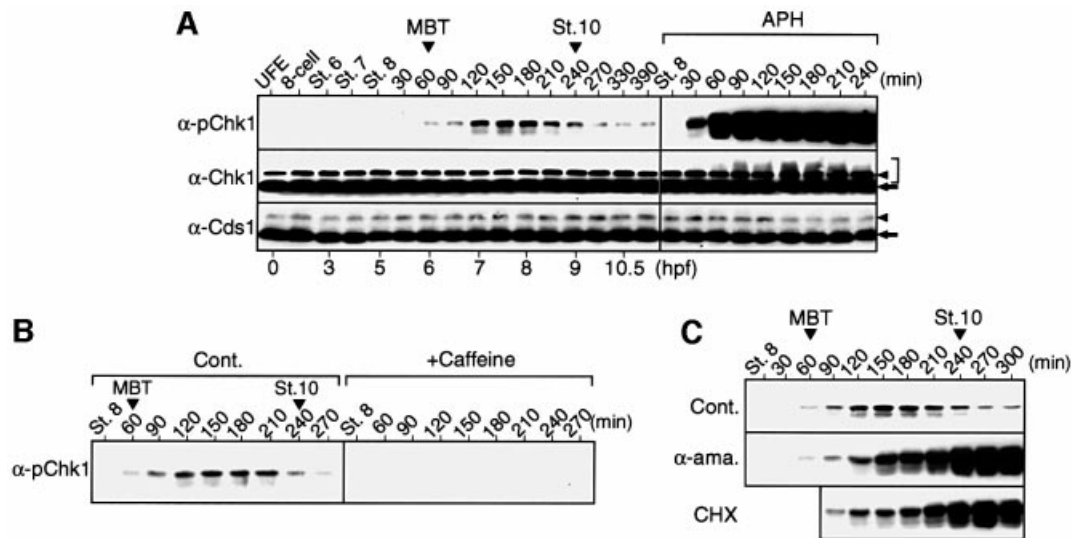 A
MBT St.10 APH
UFE 8-cell St. 6 St. 7 St. 8 30 60 90 120 150 180 210 240 270 330 390 St. 8 30 60 90 120 150 180 210 240 (min)
α-pChk1
α-Chk1
α-Cds1
0 3 5 6 7 8 9 10.5 (hpf)
B
Cont. +Caffeine
MBT St.10
St. 8 60 90 120 150 180 210 240 270 St. 8 60 90 120 150 180 210 240 270 (min)
α-pChk1
C
MBT St.10
St. 8 30 60 90 120 150 180 210 240 270 300 (min)
Cont.
α-ama.
CHX